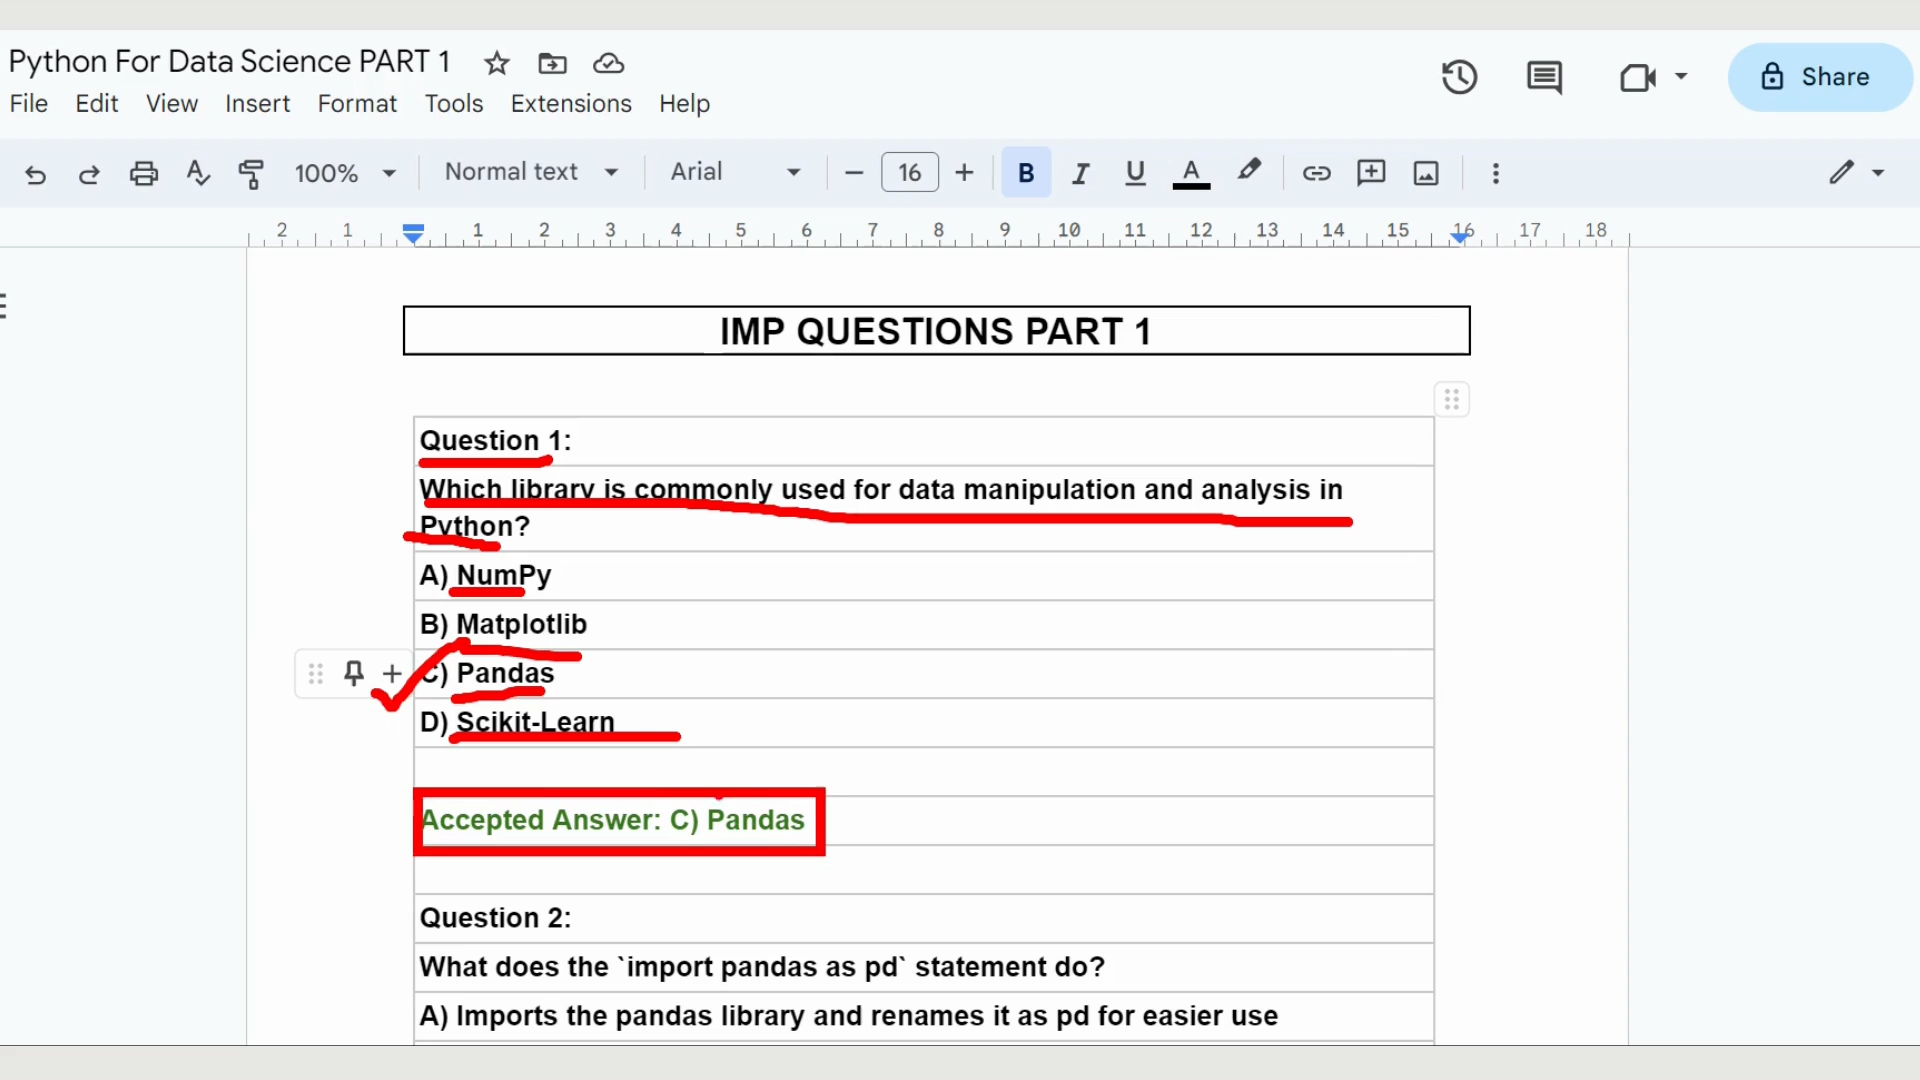 Python For Data Science PART 1
File Edit View Insert Format Tools Extensions Help
Share
100% Normal text Arial 16 B I U A
2 1 1 2 3 4 5 6 7 8 9 10 11 12 13 14 15 16 17 18
IMP QUESTIONS PART 1
Question 1:
Which library is commonly used for data manipulation and analysis in
Python?
A) NumPy
B) Matplotlib
C) Pandas
D) Scikit-Learn
Accepted Answer: C) Pandas
Question 2:
What does the `import pandas as pd` statement do?
A) Imports the pandas library and renames it as pd for easier use